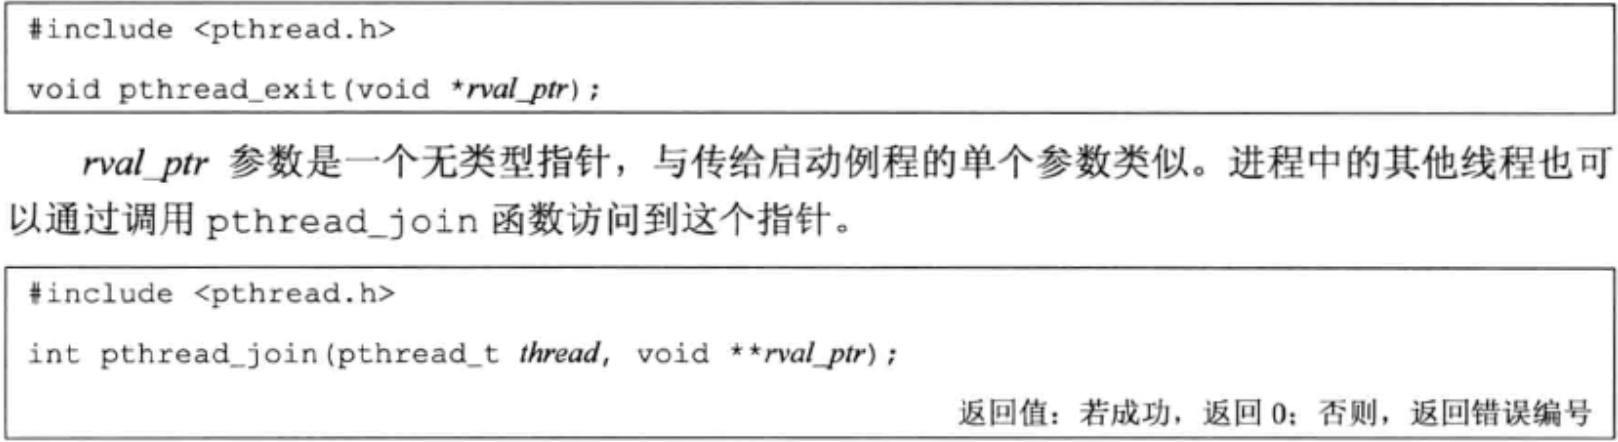 #include <pthread.h>
void pthread_exit(void *rval_ptr);
rval_ptr 参数是一个无类型指针，与传给启动例程的单个参数类似。进程中的其他线程也可
以通过调用 pthread_join 函数访问到这个指针。
#include <pthread.h>
int pthread_join(pthread_t thread, void **rval_ptr);
返回值：若成功，返回 0；否则，返回错误编号